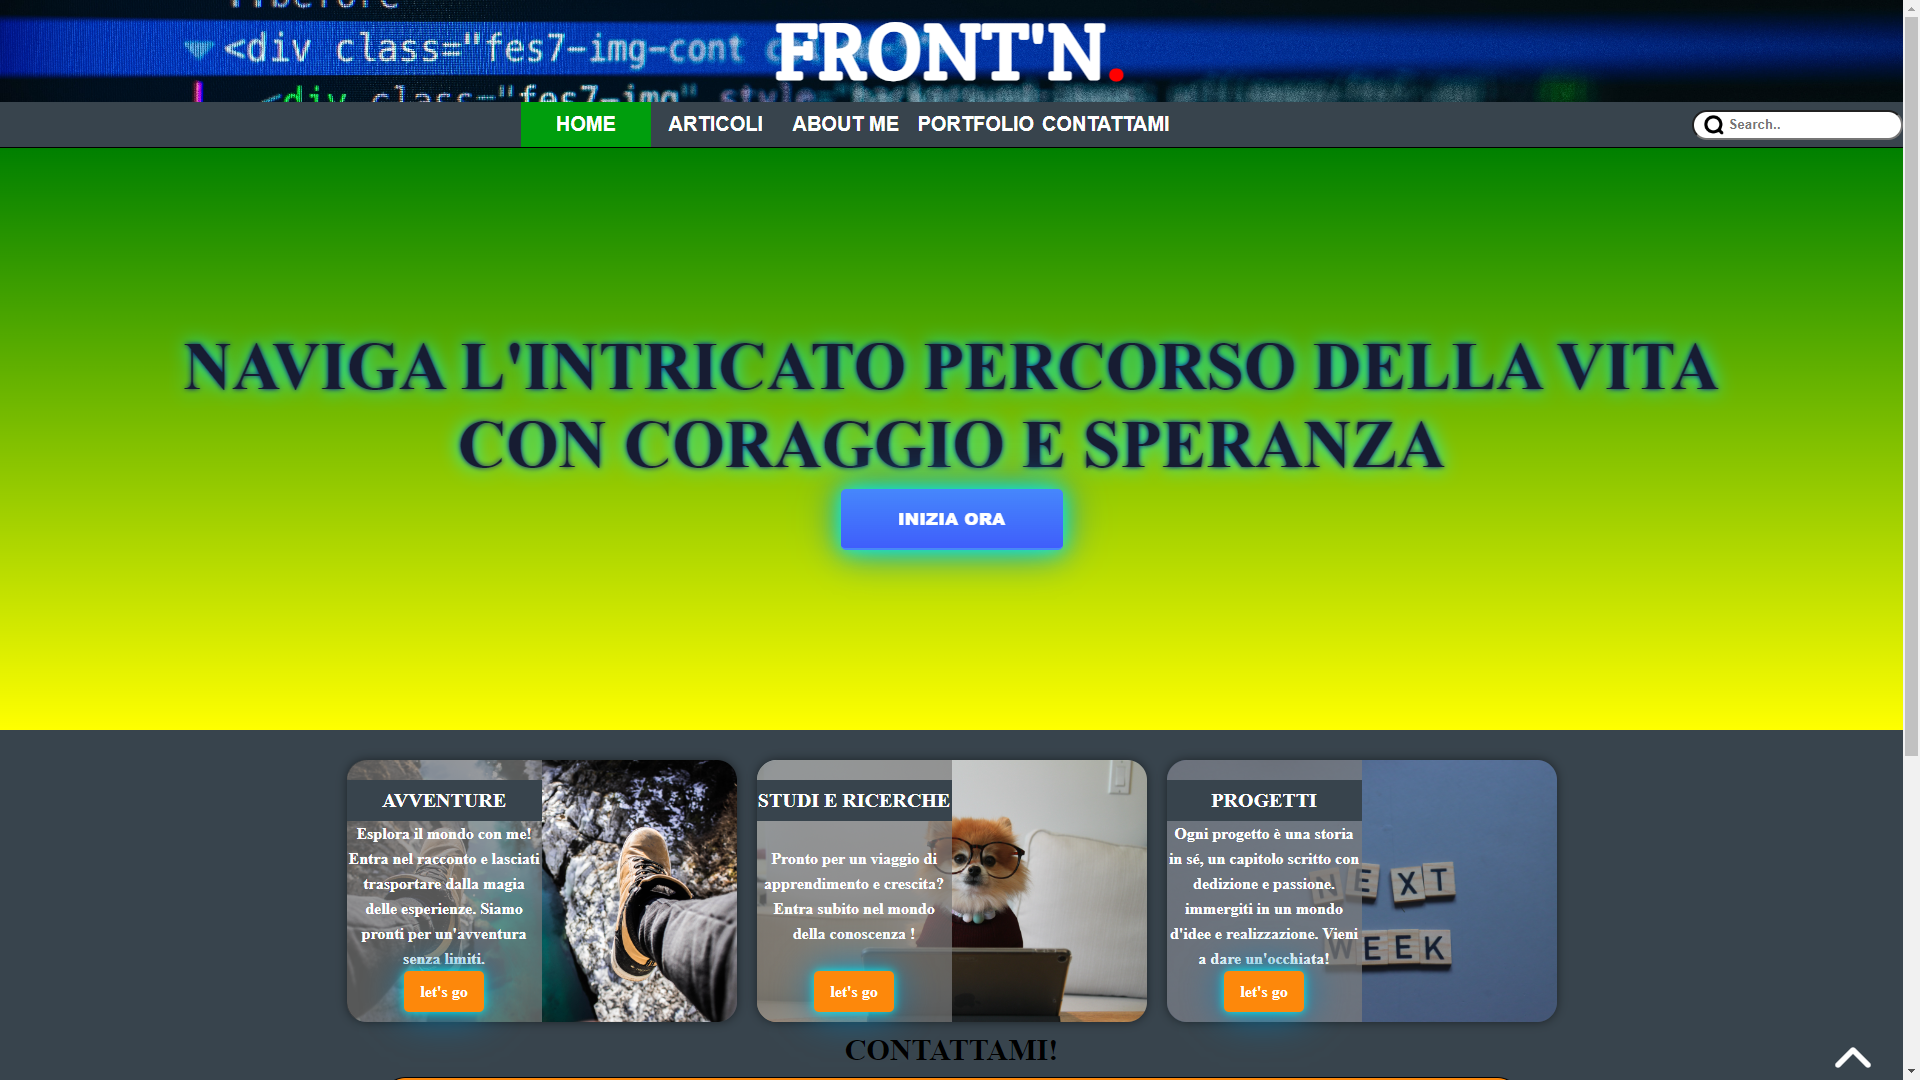 <div class="fes7-img-cont
FRONT'N.
<div class="fes7-img" style=
HOME ARTICOLI ABOUT ME PORTFOLIO CONTATTAMI Search..
NAVIGA L'INTRICATO PERCORSO DELLA VITA
CON CORAGGIO E SPERANZA
INIZIA ORA
AVVENTURE
Esplora il mondo con me!
Entra nel racconto e lasciati
trasportare dalla magia
delle esperienze. Siamo
pronti per un'avventura
senza limiti.
let's go
STUDI E RICERCHE
Pronto per un viaggio di
apprendimento e crescita?
Entra subito nel mondo
della conoscenza !
let's go
PROGETTI
Ogni progetto è una storia
in sé, un capitolo scritto con
dedizione e passione.
immergiti in un mondo
d'idee e realizzazione. Vieni
a dare un'occhiata!
let's go
NEXT
WEEK
CONTATTAMI!